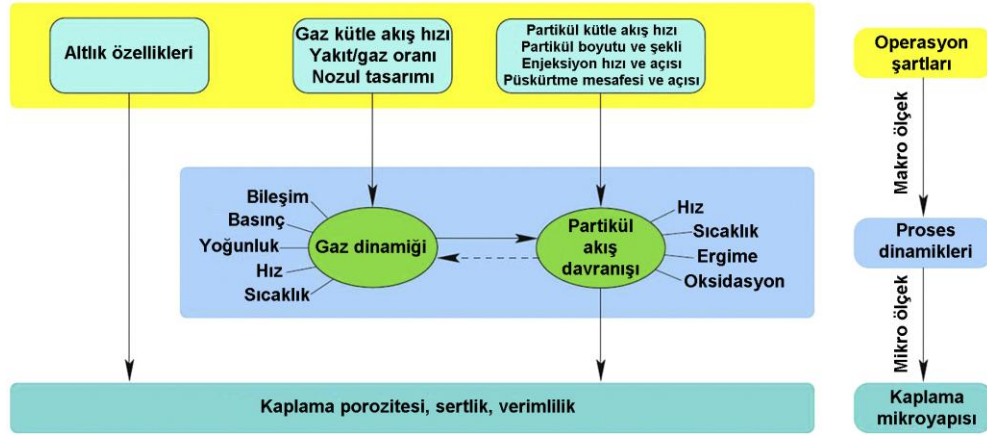 Altlık özellikleri
Gaz kütle akış hızı
Yakıt/gaz oranı
Nozul tasarımı
Partikül kütle akış hızı
Partikül boyutu ve şekli
Enjeksiyon hızı ve açısı
Püskürtme mesafesi ve açısı
Operasyon
şartları
Makro ölçek
Bileşim
Basınç
Yoğunluk
Hız
Sıcaklık
Gaz dinamiği
Partikül
akış
davranışı
Hız
Sıcaklık
Ergime
Oksidasyon
Proses
dinamikleri
Mikro ölçek
Kaplama porozitesi, sertlik, verimlilik
Kaplama
mikroyapısı